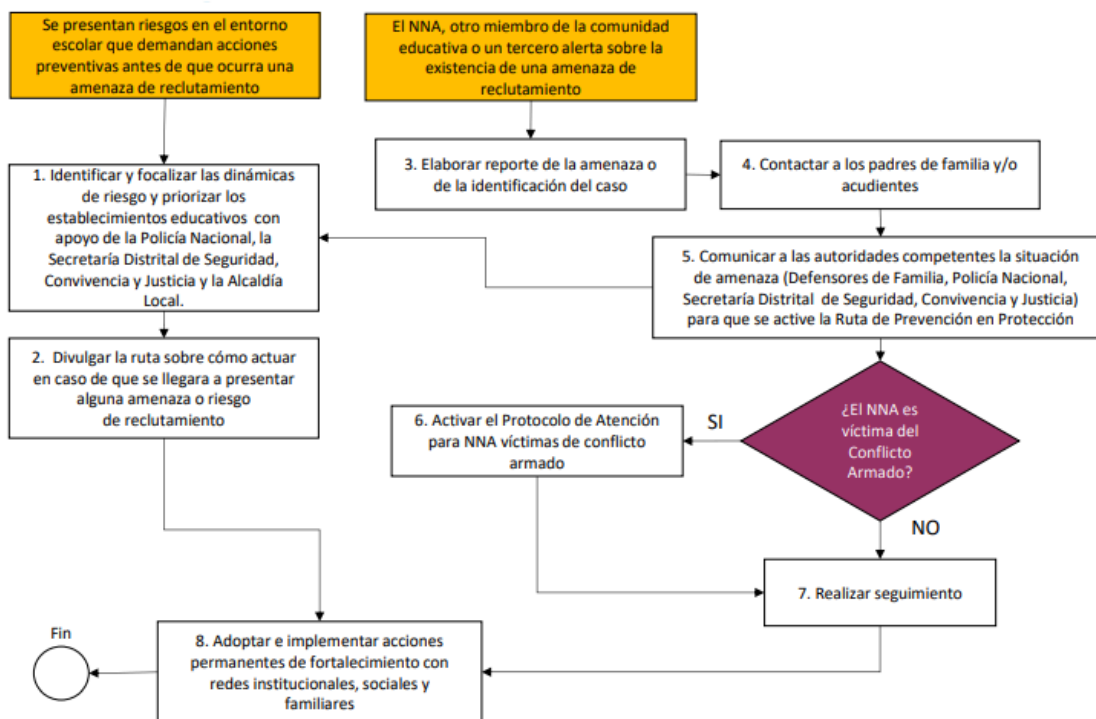 Se presentan riesgos en el entorno
escolar que demandan acciones
preventivas antes de que ocurra una
amenaza de reclutamiento
El NNA, otro miembro de la comunidad
educativa o un tercero alerta sobre la
existencia de una amenaza de
reclutamiento
1. Identificar y focalizar las dinámicas
de riesgo y priorizar los
establecimientos educativos con
apoyo de la Policía Nacional, la
Secretaría Distrital de Seguridad,
Convivencia y Justicia y la Alcaldía
Local.
2. Divulgar la ruta sobre cómo actuar
en caso de que se llegara a presentar
alguna amenaza o riesgo
de reclutamiento
3. Elaborar reporte de la amenaza o
de la identificación del caso
4. Contactar a los padres de familia y/o
acudientes
5. Comunicar a las autoridades competentes la situación
de amenaza (Defensores de Familia, Policía Nacional,
Secretaría Distrital de Seguridad, Convivencia y Justicia)
para que se active la Ruta de Prevención en Protección
¿El NNA es
víctima del
Conflicto
Armado?
SI
6. Activar el Protocolo de Atención
para NNA víctimas de conflicto
armado
NO
7. Realizar seguimiento
8. Adoptar e implementar acciones
permanentes de fortalecimiento con
redes institucionales, sociales y
familiares
Fin